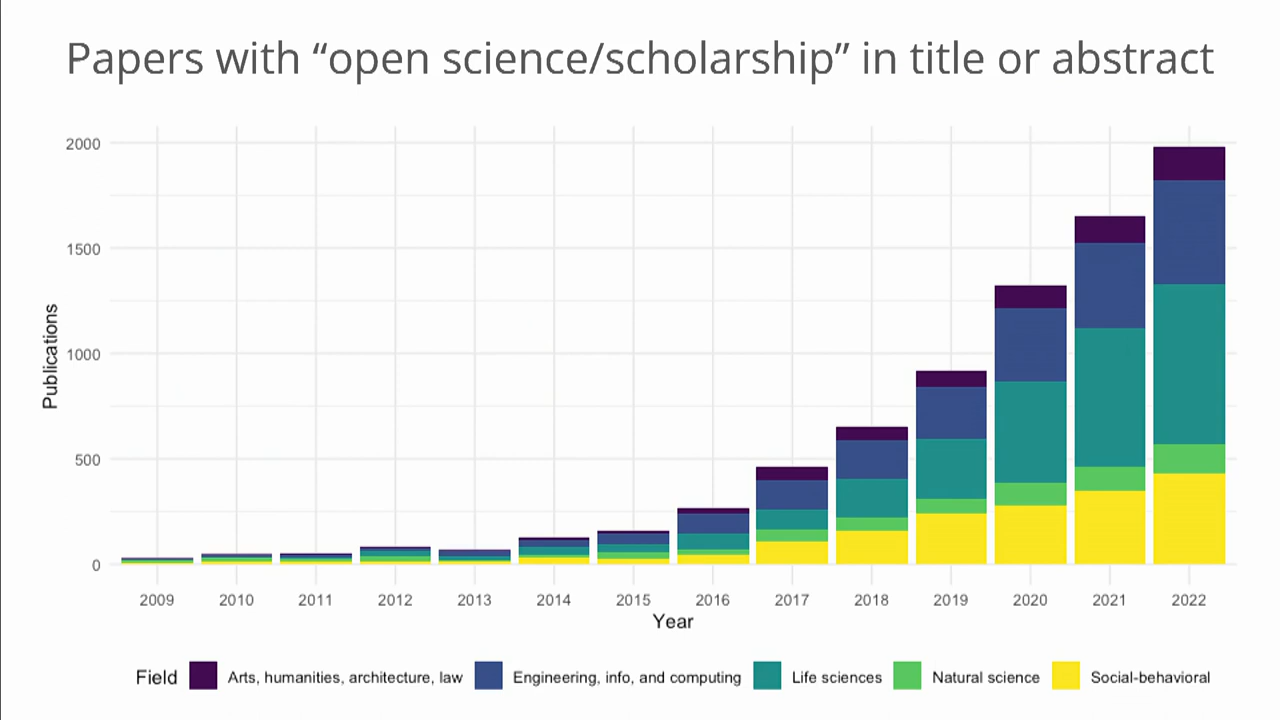 Papers with “open science/scholarship” in title or abstract
Publications
2000
1500
1000
500
0
2009 2010 2011 2012 2013 2014 2015 2016 2017 2018 2019 2020 2021 2022
Year
Field Arts, humanities, architecture, law Engineering, info, and computing Life sciences Natural science Social-behavioral